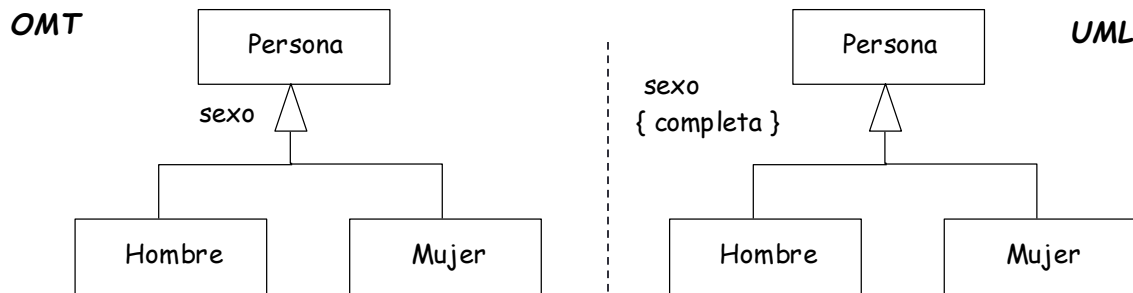 OMT
Persona
sexo
Hombre
Mujer
UML
Persona
sexo
{ completa }
Hombre
Mujer